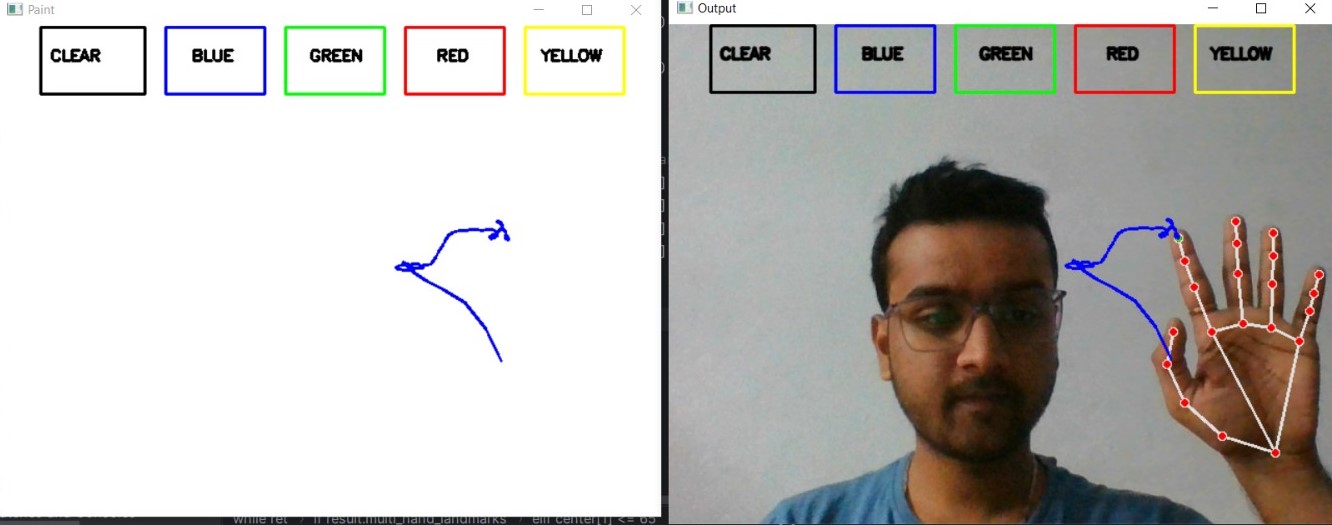 Paint
CLEAR BLUE GREEN RED YELLOW
Output
CLEAR BLUE GREEN RED YELLOW
while ret if result.multi_hand_landmarks elif center[1] <= 65